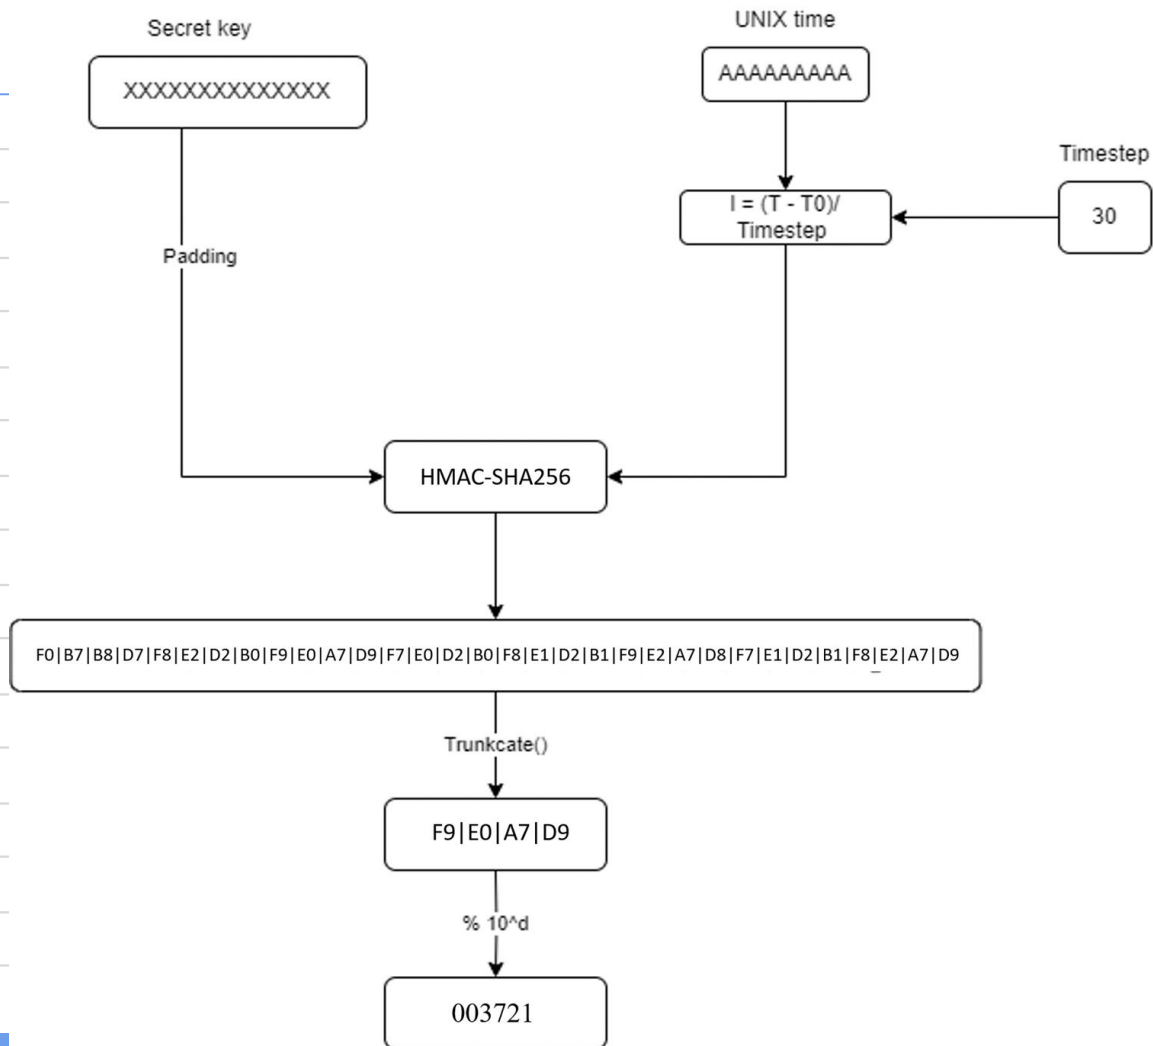 Secret key
XXXXXXXXXXXXXX
UNIX time
AAAAAAAAA
Timestep
30
I = (T - T0)/
Timestep
Padding
HMAC-SHA256
F0|B7|B8|D7|F8|E2|D2|B0|F9|E0|A7|D9|F7|E0|D2|B0|F8|E1|D2|B1|F9|E2|A7|D8|F7|E1|D2|B1|F8|E2|A7|D9
Trunkcate()
F9|E0|A7|D9
% 10^d
003721